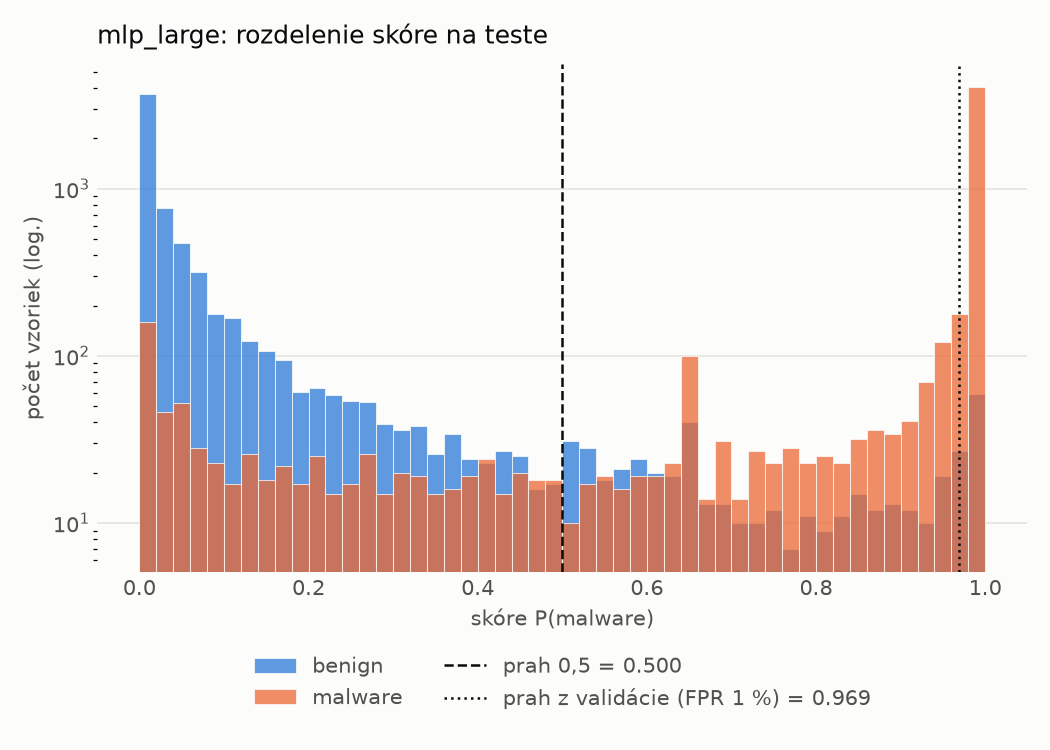 mlp_large: rozdelenie skóre na teste
počet vzoriek (log.)
10³
10²
10¹
0.0 0.2 0.4 0.6 0.8 1.0
skóre P(malware)
benign
malware
prah 0,5 = 0.500
prah z validácie (FPR 1 %) = 0.969